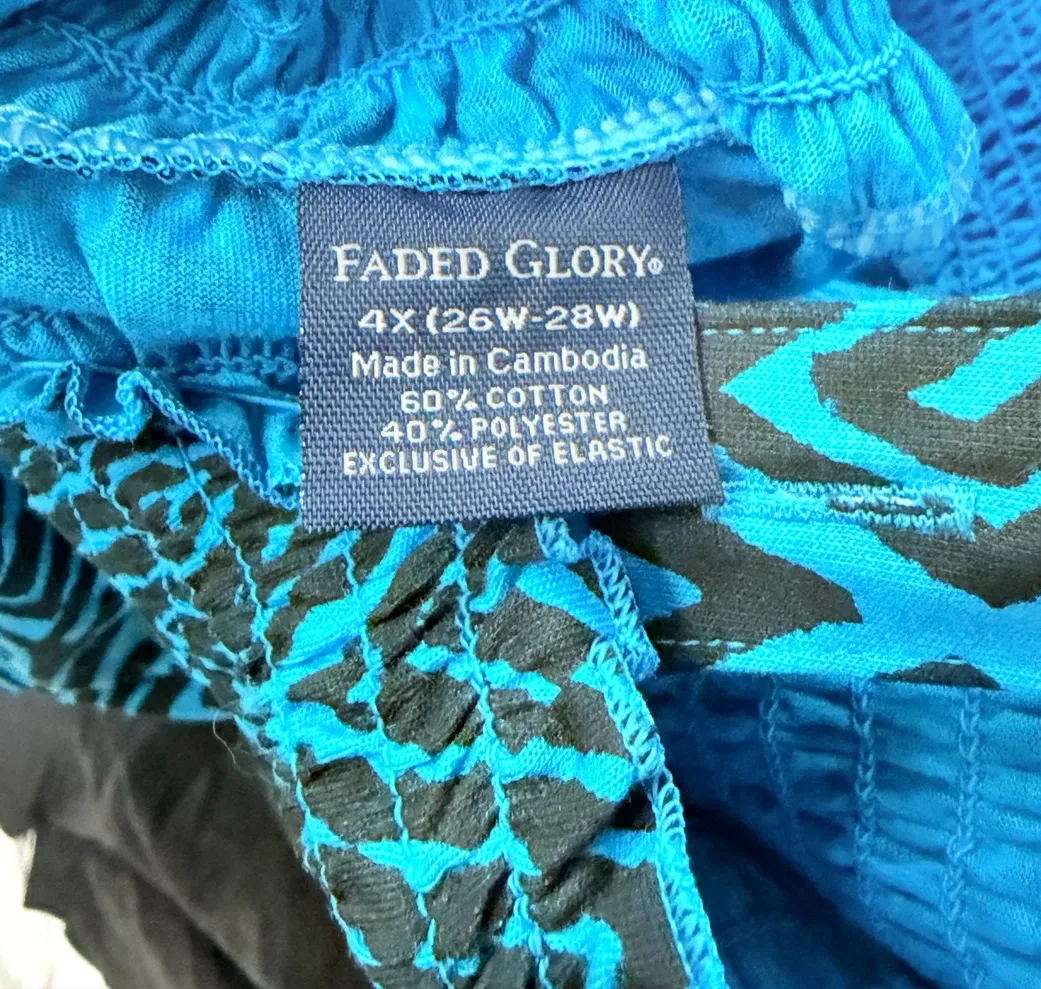 FADED GLORY®
4X (26W-28W)
Made in Cambodia
60% COTTON
40% POLYESTER
EXCLUSIVE OF ELASTIC